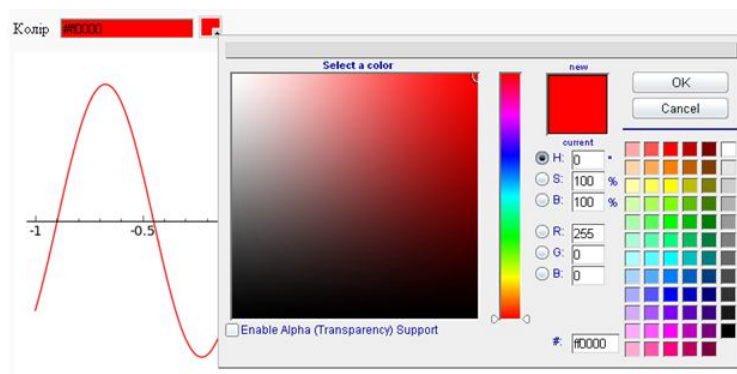 Колір #ff0000
Select a color
new
OK
Cancel
current
H: 0 °
S: 100 %
B: 100 %
R: 255
G: 0
B: 0
Enable Alpha (Transparency) Support
#: ff0000
-1 -0.5